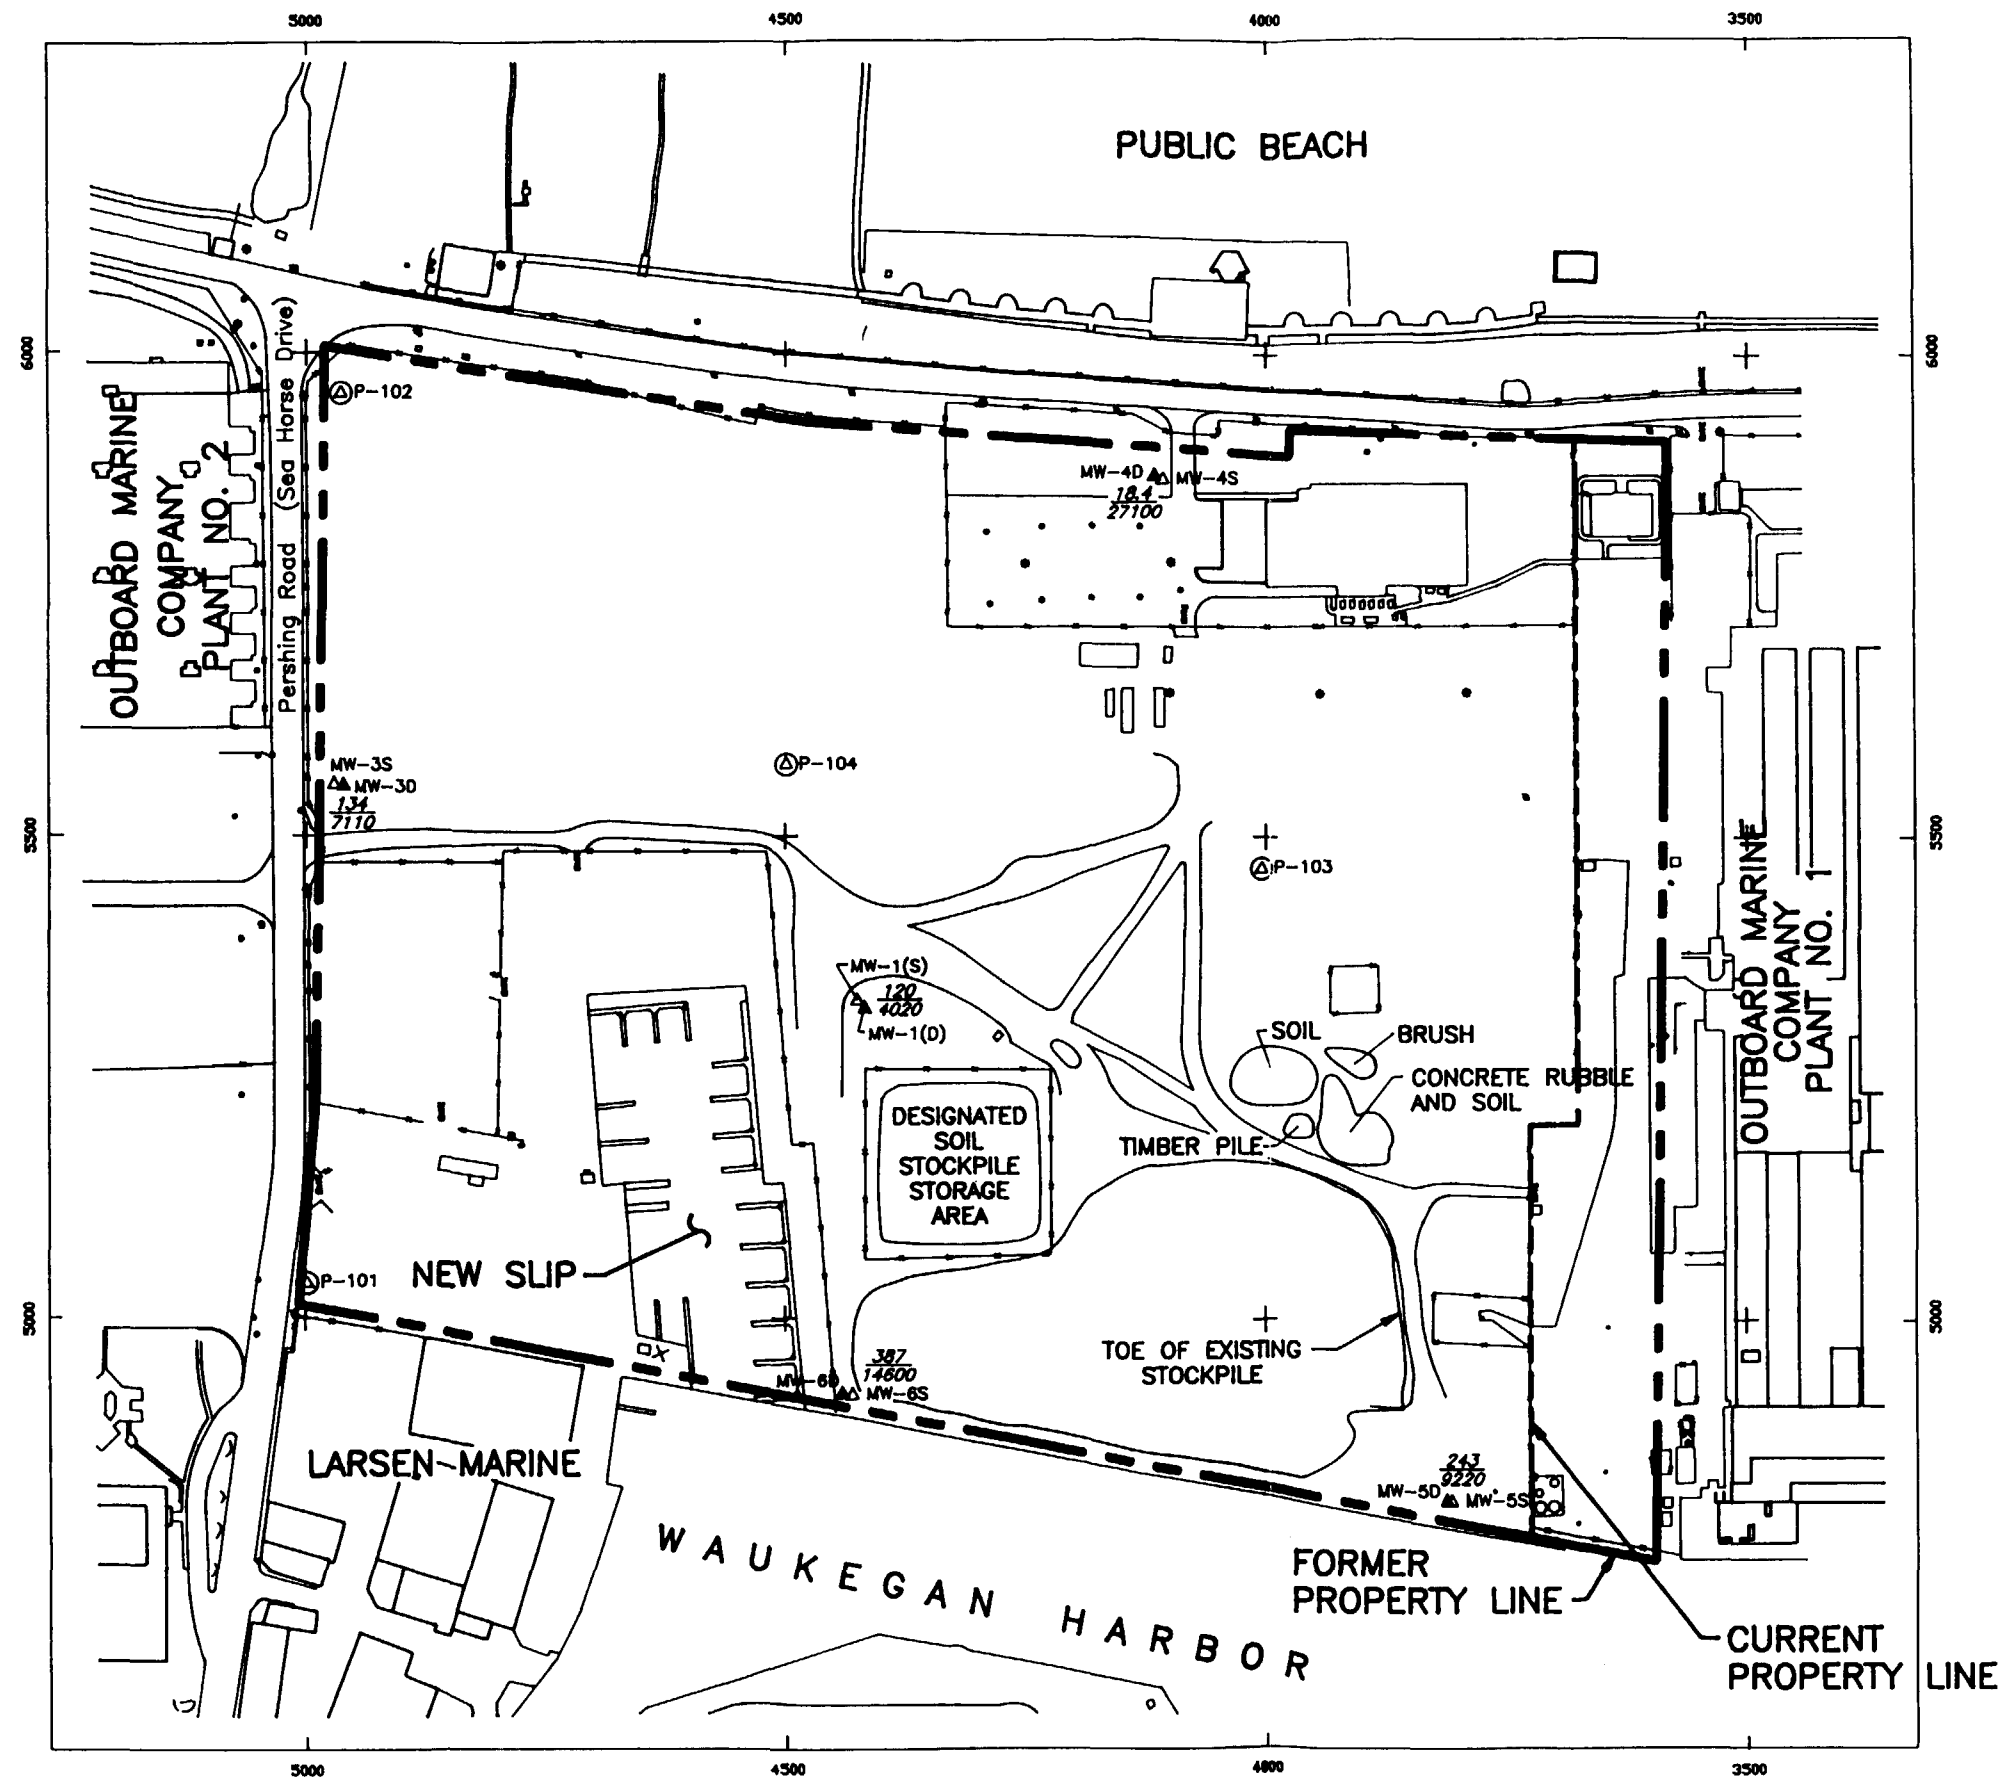 5000
4500
4000
3500
PUBLIC BEACH
6000
6000
Pershing Road (Sea Horse Drive)
OUTBOARD MARINE
COMPANY
PLANT NO. 2
P-102
MW-4D
MW-4S
18.4
27100
MW-3S
MW-3D
134
7110
P-104
5500
5500
P-103
OUTBOARD MARINE
COMPANY
PLANT NO. 1
MW-1(S)
120
4020
MW-1(D)
SOIL
BRUSH
CONCRETE RUBBLE
AND SOIL
TIMBER PILE
DESIGNATED
SOIL
STOCKPILE
STORAGE
AREA
NEW SLIP
P-101
5000
5000
TOE OF EXISTING
STOCKPILE
387
14600
MW-6D
MW-6S
LARSEN-MARINE
243
9220
MW-5D
MW-5S
WAUKEGAN HARBOR
FORMER
PROPERTY LINE
CURRENT
PROPERTY LINE
5000
4500
4000
3500